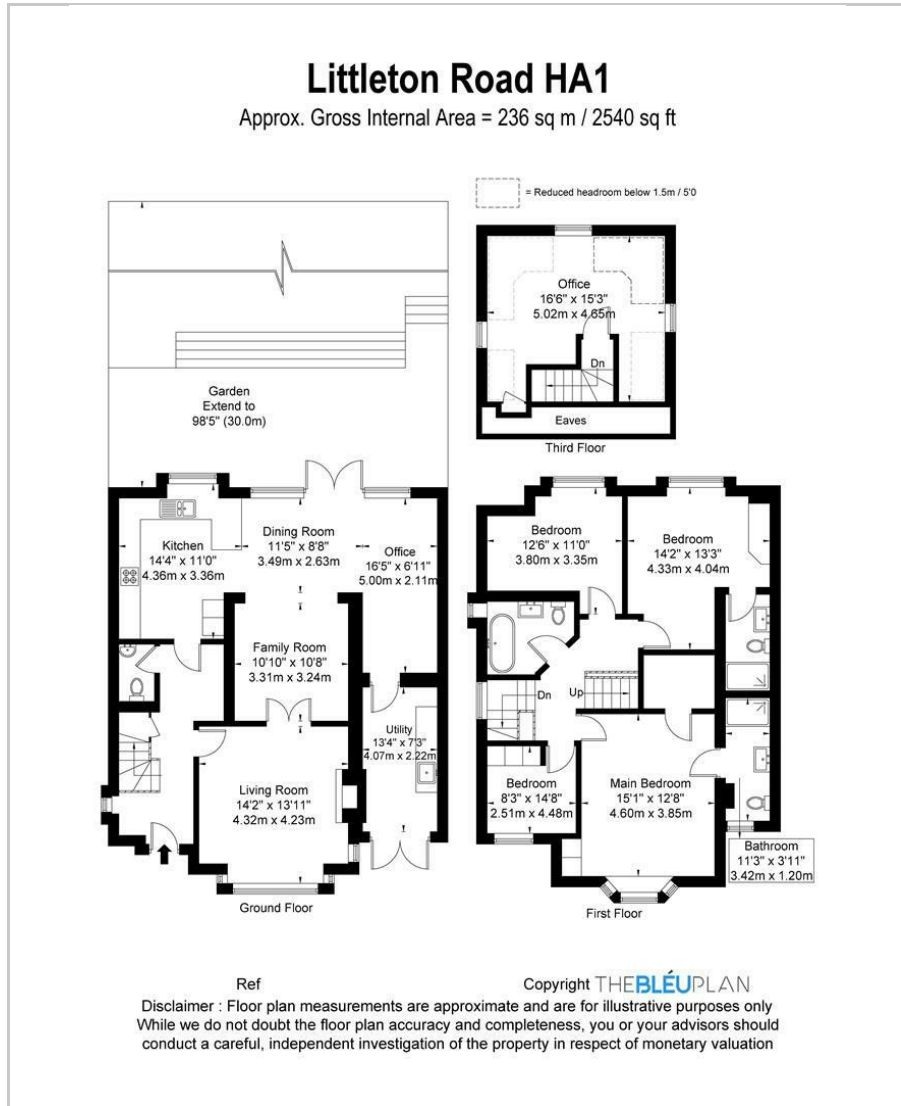 Littleton Road HA1
Approx. Gross Internal Area = 236 sq m / 2540 sq ft
= Reduced headroom below 1.5m / 5'0
Office
16'6" x 15'3"
5.02m x 4.65m
Dn
Eaves
Third Floor
Garden
Extend to
98'5" (30.0m)
Kitchen
14'4" x 11'0"
4.36m x 3.36m
Dining Room
11'5" x 8'8"
3.49m x 2.63m
Office
16'5" x 6'11"
5.00m x 2.11m
Family Room
10'10" x 10'8"
3.31m x 3.24m
Utility
13'4" x 7'3"
4.07m x 2.22m
Living Room
14'2" x 13'11"
4.32m x 4.23m
Ground Floor
Bedroom
12'6" x 11'0"
3.80m x 3.35m
Bedroom
14'2" x 13'3"
4.33m x 4.04m
Dn
Up
Bedroom
8'3" x 14'8"
2.51m x 4.48m
Main Bedroom
15'1" x 12'8"
4.60m x 3.85m
Bathroom
11'3" x 3'11"
3.42m x 1.20m
First Floor
Ref
Copyright THEBLÉUPLAN
Disclaimer : Floor plan measurements are approximate and are for illustrative purposes only
While we do not doubt the floor plan accuracy and completeness, you or your advisors should
conduct a careful, independent investigation of the property in respect of monetary valuation